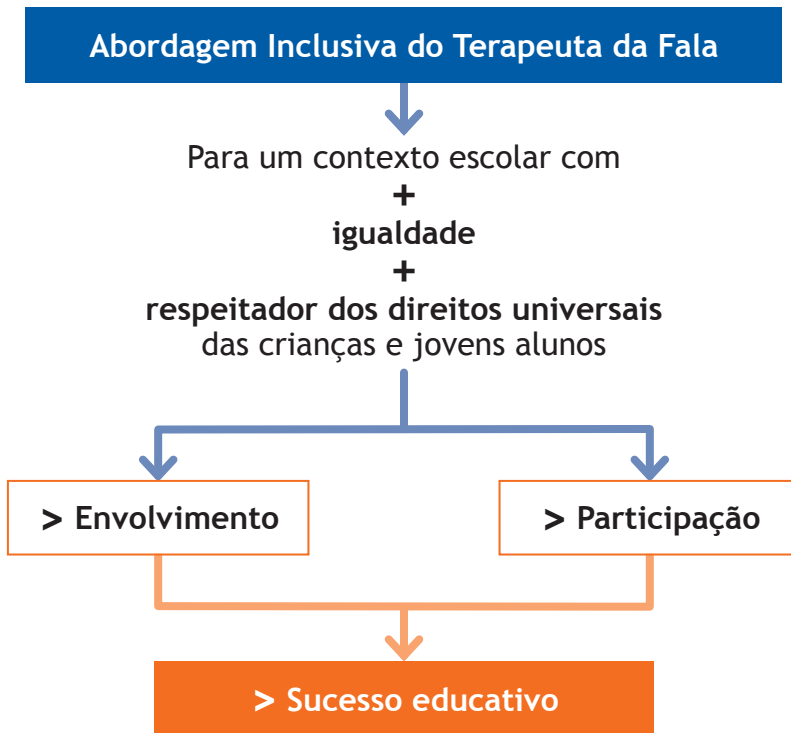 Abordagem Inclusiva do Terapeuta da Fala
Para um contexto escolar com
+
igualdade
+
respeitador dos direitos universais
das crianças e jovens alunos
> Envolvimento
> Participação
> Sucesso educativo